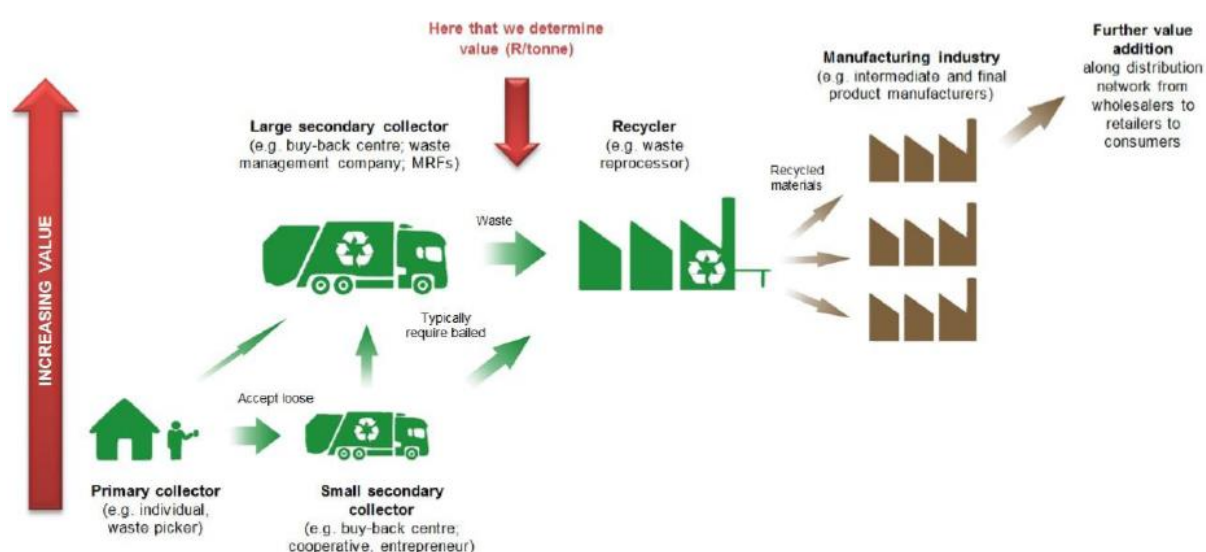 Here that we determine
value (R/tonne)
Further value
addition
along distribution
network from
wholesalers to
retailers to
consumers
Manufacturing industry
(e.g. intermediate and final
product manufacturers)
Large secondary collector
(e.g. buy-back centre; waste
management company; MRFs)
Recycler
(e.g. waste
reprocessor)
Recycled
materials
Waste
INCREASING VALUE
Typically
require bailed
Accept loose
Primary collector
(e.g. individual,
waste picker)
Small secondary
collector
(e.g. buy-back centre;
cooperative, entrepreneur)